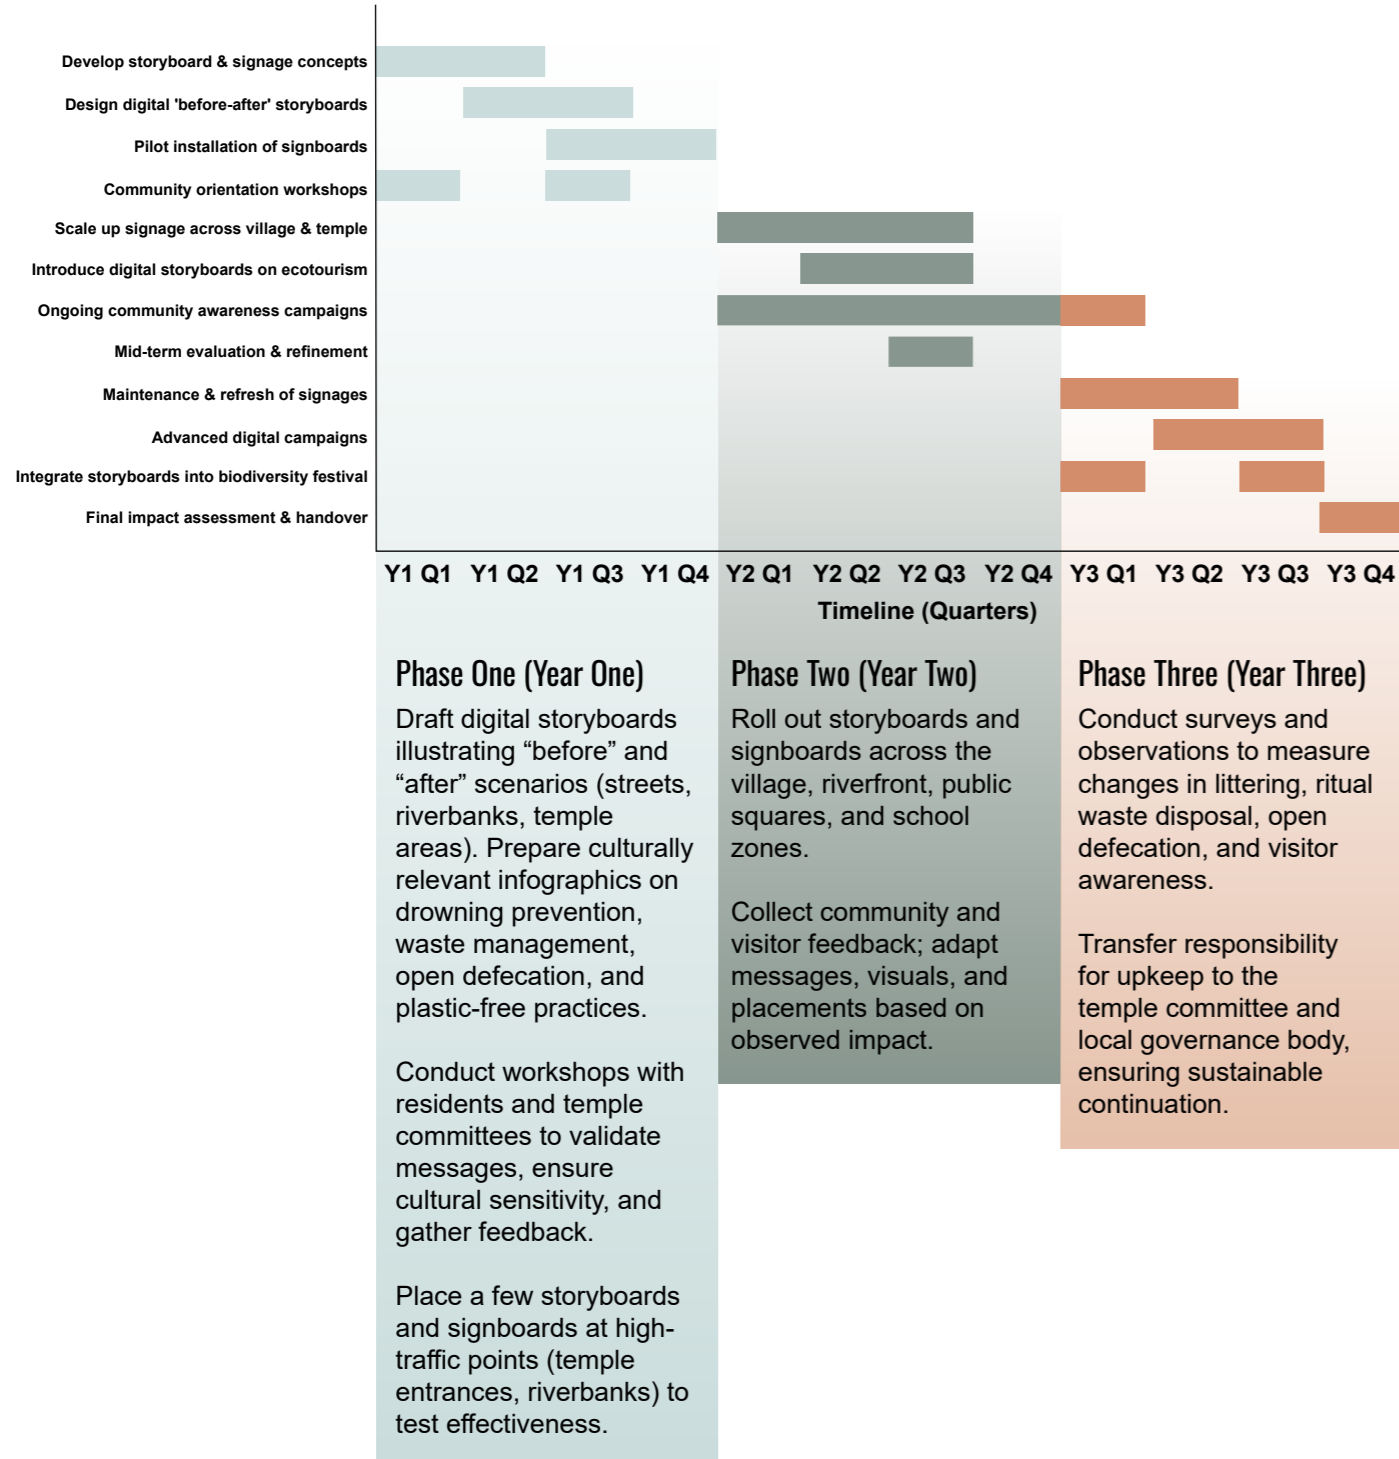 Develop storyboard & signage concepts
Design digital 'before-after' storyboards
Pilot installation of signboards
Community orientation workshops
Scale up signage across village & temple
Introduce digital storyboards on ecotourism
Ongoing community awareness campaigns
Mid-term evaluation & refinement
Maintenance & refresh of signages
Advanced digital campaigns
Integrate storyboards into biodiversity festival
Final impact assessment & handover
Y1 Q1 Y1 Q2 Y1 Q3 Y1 Q4 Y2 Q1 Y2 Q2 Y2 Q3 Y2 Q4 Y3 Q1 Y3 Q2 Y3 Q3 Y3 Q4
Timeline (Quarters)
Phase One (Year One)
Draft digital storyboards
illustrating “before” and
“after” scenarios (streets,
riverbanks, temple
areas). Prepare culturally
relevant infographics on
drowning prevention,
waste management,
open defecation, and
plastic-free practices.
Conduct workshops with
residents and temple
committees to validate
messages, ensure
cultural sensitivity, and
gather feedback.
Place a few storyboards
and signboards at high-
traffic points (temple
entrances, riverbanks) to
test effectiveness.
Phase Two (Year Two)
Roll out storyboards and
signboards across the
village, riverfront, public
squares, and school
zones.
Collect community and
visitor feedback; adapt
messages, visuals, and
placements based on
observed impact.
Phase Three (Year Three)
Conduct surveys and
observations to measure
changes in littering, ritual
waste disposal, open
defecation, and visitor
awareness.
Transfer responsibility
for upkeep to the
temple committee and
local governance body,
ensuring sustainable
continuation.